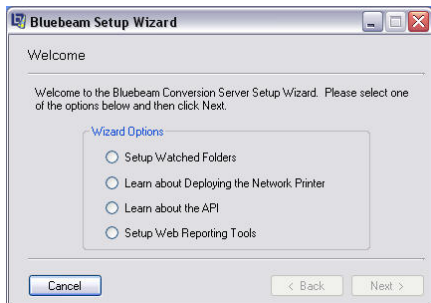 Bluebeam Setup Wizard
Welcome
Welcome to the Bluebeam Conversion Server Setup Wizard. Please select one
of the options below and then click Next.
Wizard Options
Setup Watched Folders
Learn about Deploying the Network Printer
Learn about the API
Setup Web Reporting Tools
Cancel
< Back
Next >